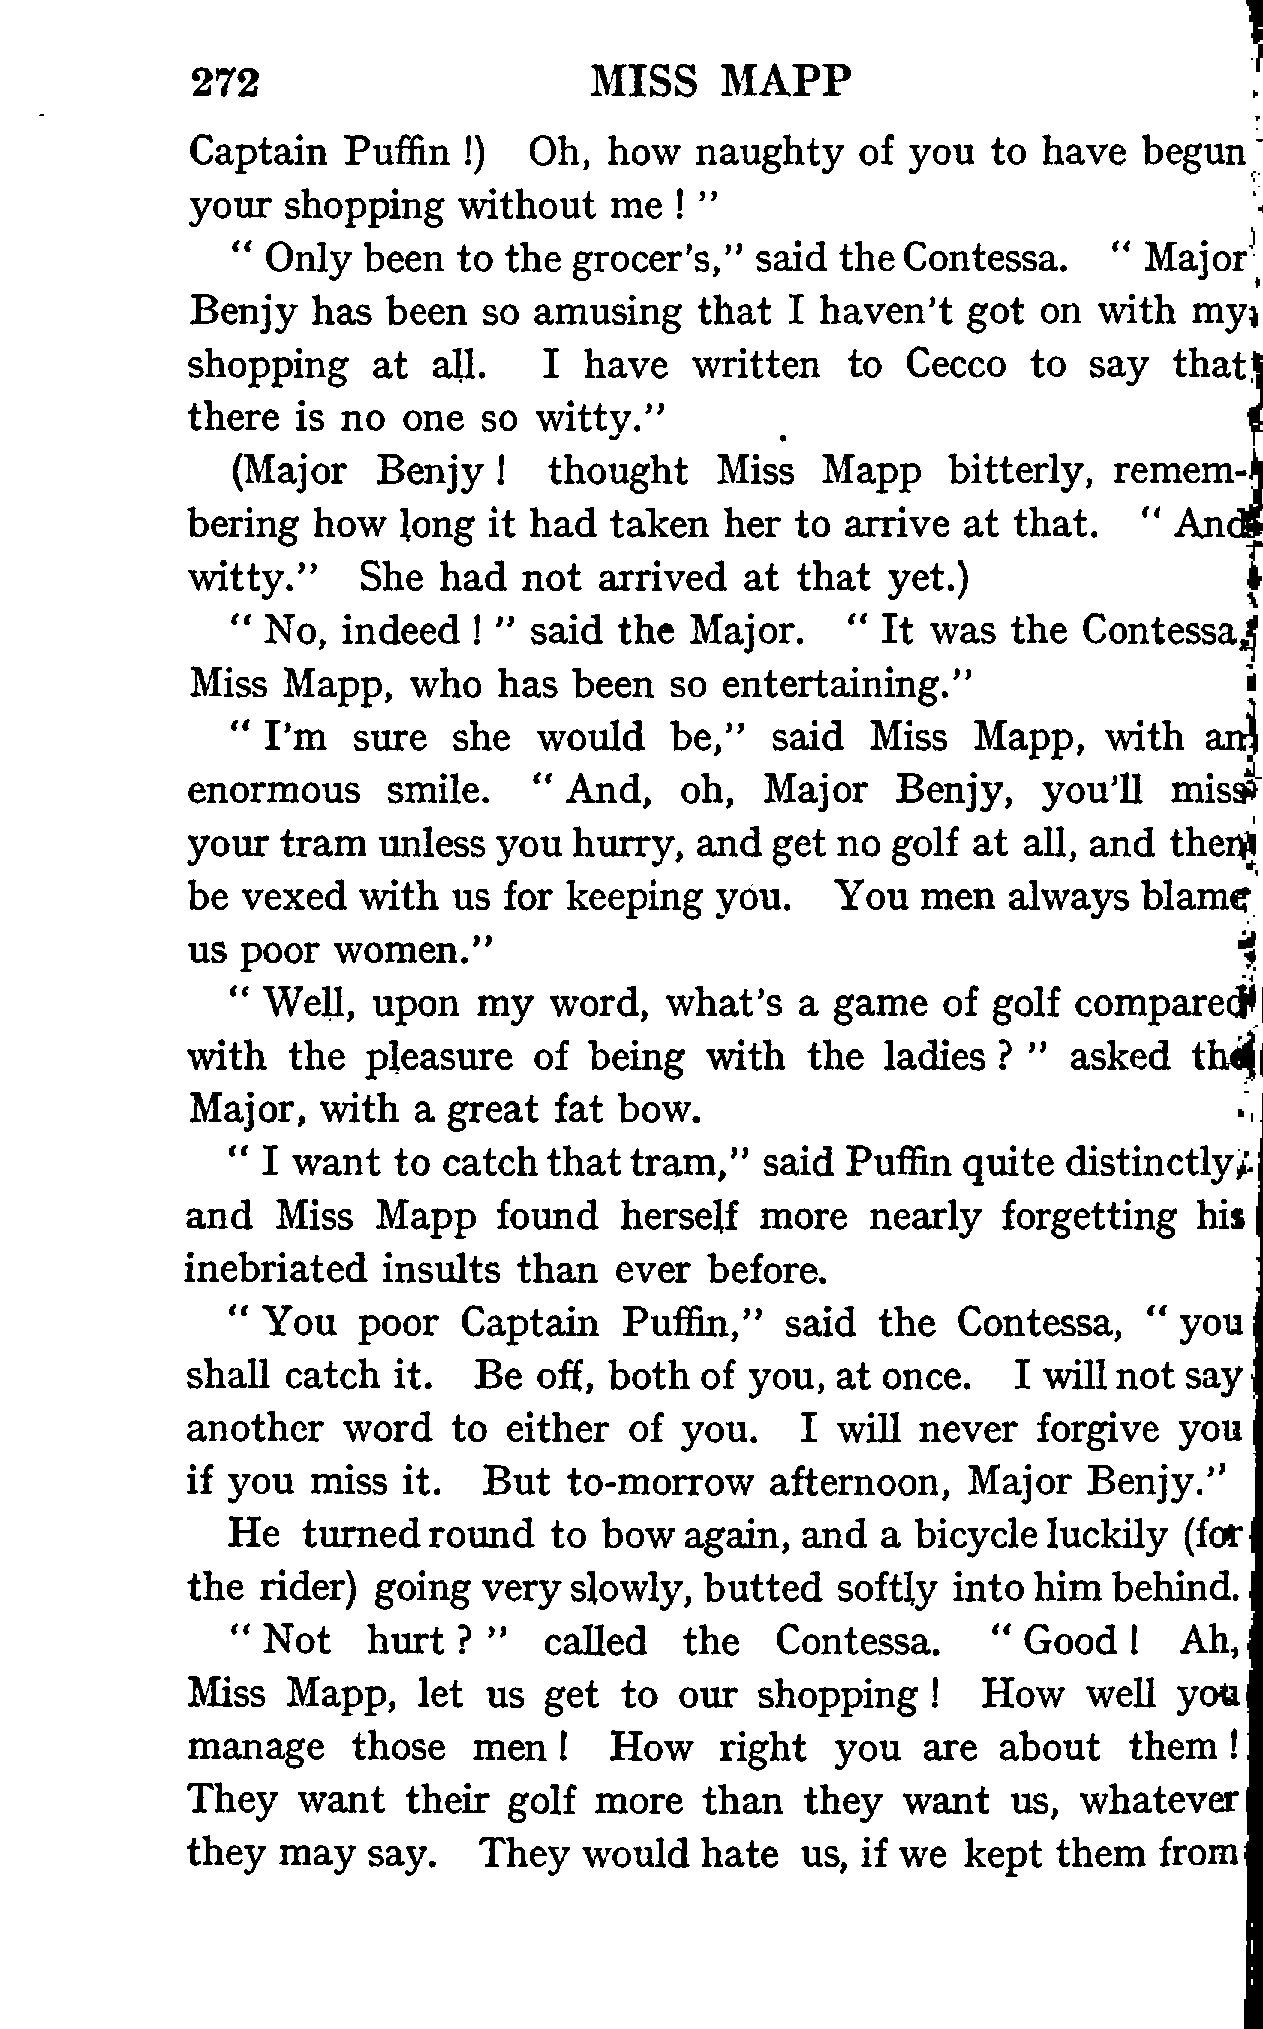 272 MISS MAPP
Captain Puffin !) Oh, how naughty of you to have begun
your shopping without me ! "
" Only been to the grocer's," said the Contessa. " Major
Benjy has been so amusing that I haven't got on with my
shopping at all. I have written to Cecco to say that
there is no one so witty."
(Major Benjy ! thought Miss Mapp bitterly, remem-
bering how long it had taken her to arrive at that. " And
witty." She had not arrived at that yet.)
" No, indeed ! " said the Major. " It was the Contessa,
Miss Mapp, who has been so entertaining."
" I'm sure she would be," said Miss Mapp, with an
enormous smile. " And, oh, Major Benjy, you'll miss
your tram unless you hurry, and get no golf at all, and then
be vexed with us for keeping you. You men always blame
us poor women."
" Well, upon my word, what's a game of golf compared
with the pleasure of being with the ladies ? " asked the
Major, with a great fat bow.
" I want to catch that tram," said Puffin quite distinctly,
and Miss Mapp found herself more nearly forgetting his
inebriated insults than ever before.
" You poor Captain Puffin," said the Contessa, " you
shall catch it. Be off, both of you, at once. I will not say
another word to either of you. I will never forgive you
if you miss it. But to-morrow afternoon, Major Benjy."
He turned round to bow again, and a bicycle luckily (for
the rider) going very slowly, butted softly into him behind.
" Not hurt ? " called the Contessa. " Good ! Ah,
Miss Mapp, let us get to our shopping ! How well you
manage those men ! How right you are about them !
They want their golf more than they want us, whatever
they may say. They would hate us, if we kept them from